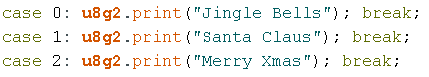 case 0: u8g2.print("Jingle Bells"); break;
case 1: u8g2.print("Santa Claus"); break;
case 2: u8g2.print("Merry Xmas"); break;